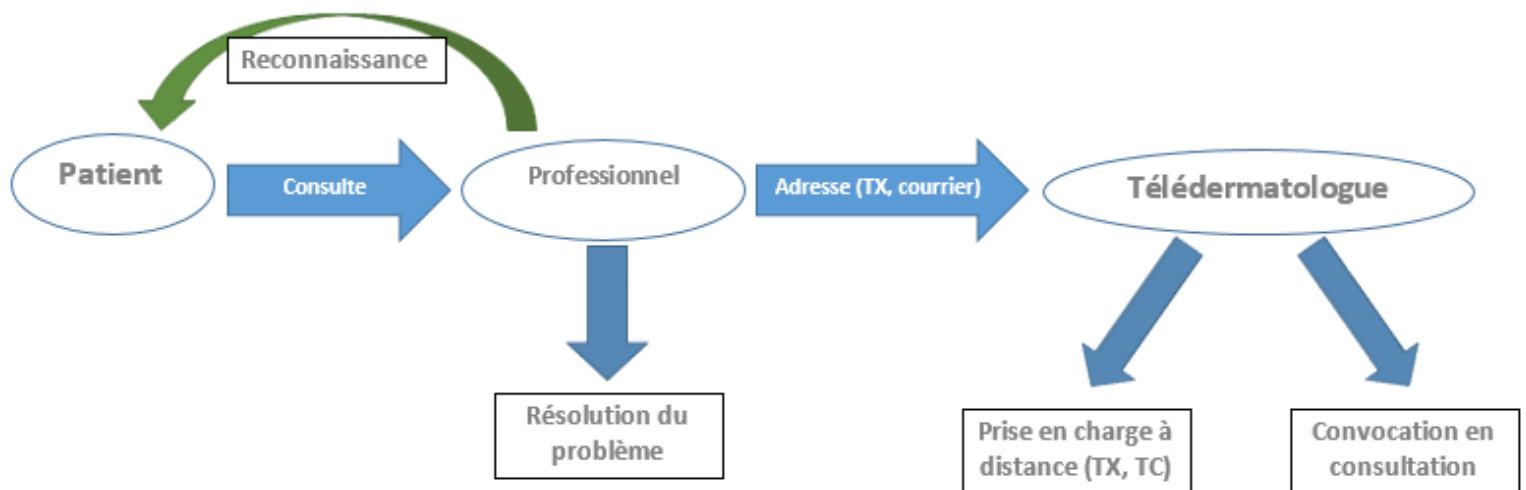 Reconnaissance
Patient
Consulte
Professionnel
Adresse (TX, courrier)
Télédermatologue
Résolution du
problème
Prise en charge à
distance (TX, TC)
Convocation en
consultation